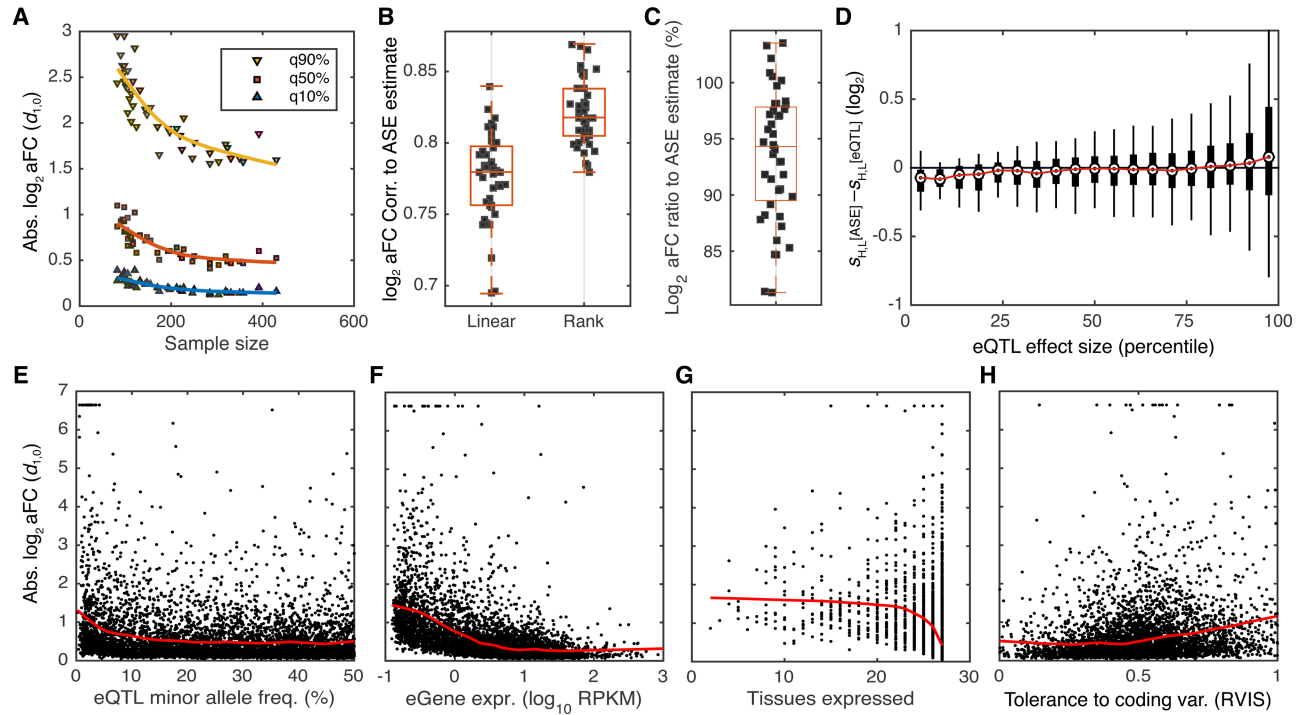 A
Abs. log2 aFC (d1,0)
3
2.5
2
1.5
1
0.5
0
q90%
q50%
q10%
0
200
400
600
Sample size
B
log2 aFC Corr. to ASE estimate
0.85
0.8
0.75
0.7
Linear
Rank
C
Log2 aFC ratio to ASE estimate (%)
100
95
90
85
D
sH,L[ASE] – sH,L[eQTL] (log2)
1
0.5
0
-0.5
-1
0
25
50
75
100
eQTL effect size (percentile)
E
Abs. log2 aFC (d1,0)
7
6
5
4
3
2
1
0
0
10
20
30
40
50
eQTL minor allele freq. (%)
F
-1
0
1
2
3
eGene expr. (log10 RPKM)
G
10
20
30
Tissues expressed
H
0
0.5
1
Tolerance to coding var. (RVIS)